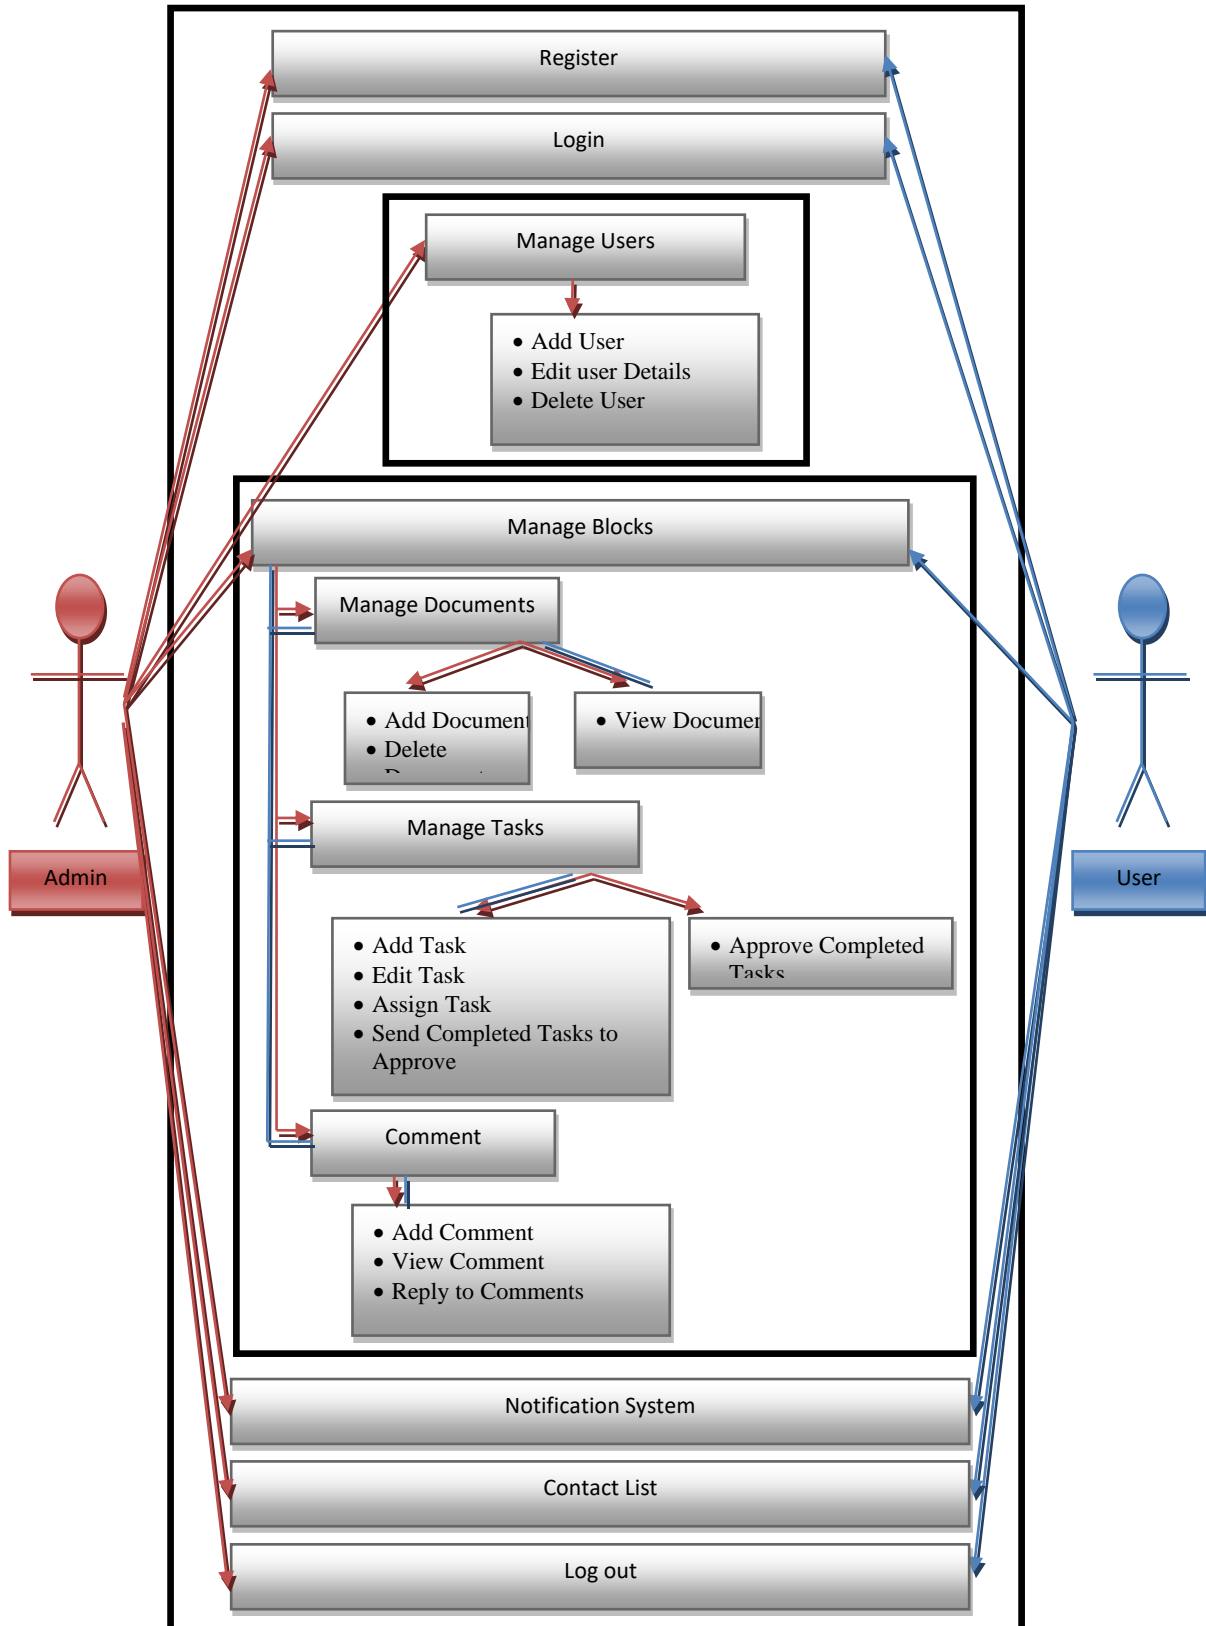 Register
Login
Manage Users
• Add User
• Edit user Details
• Delete User
Manage Blocks
Manage Documents
• Add Document
• Delete
• View Documen
Manage Tasks
Admin
User
• Add Task
• Edit Task
• Assign Task
• Send Completed Tasks to
Approve
• Approve Completed
Tasks
Comment
• Add Comment
• View Comment
• Reply to Comments
Notification System
Contact List
Log out